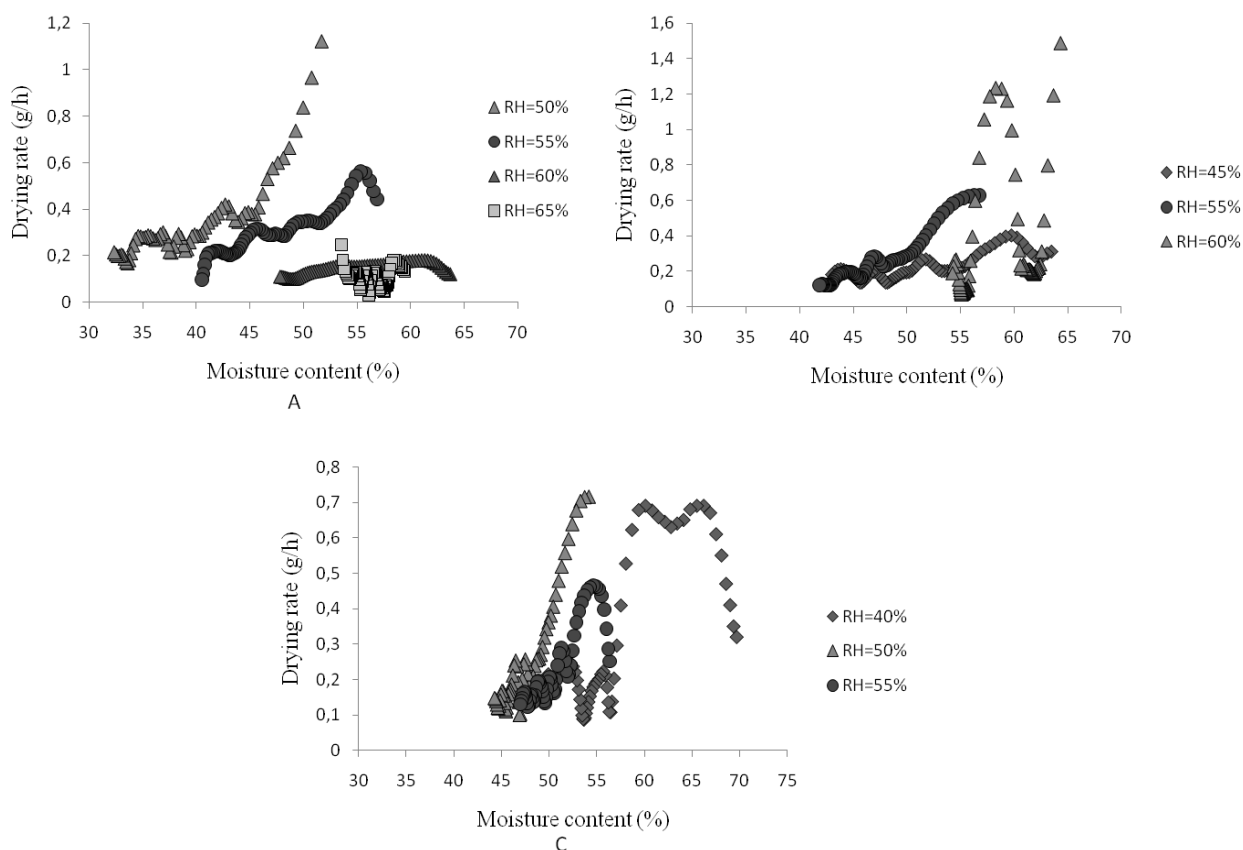 1,2
1
0,8
0,6
0,4
0,2
0
Drying rate (g/h)
30 35 40 45 50 55 60 65 70
Moisture content (%)
RH=50%
RH=55%
RH=60%
RH=65%
A
1,6
1,4
1,2
1
0,8
0,6
0,4
0,2
0
Drying rate (g/h)
30 35 40 45 50 55 60 65 70
Moisture content (%)
RH=45%
RH=55%
RH=60%
0,8
0,7
0,6
0,5
0,4
0,3
0,2
0,1
0
Drying rate (g/h)
30 35 40 45 50 55 60 65 70 75
Moisture content (%)
RH=40%
RH=50%
RH=55%
C